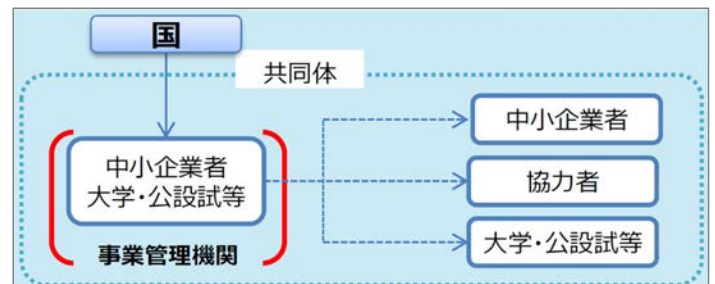 国
共同体
中小企業者
大学・公設試等
事業管理機関
中小企業者
協力者
大学・公設試等